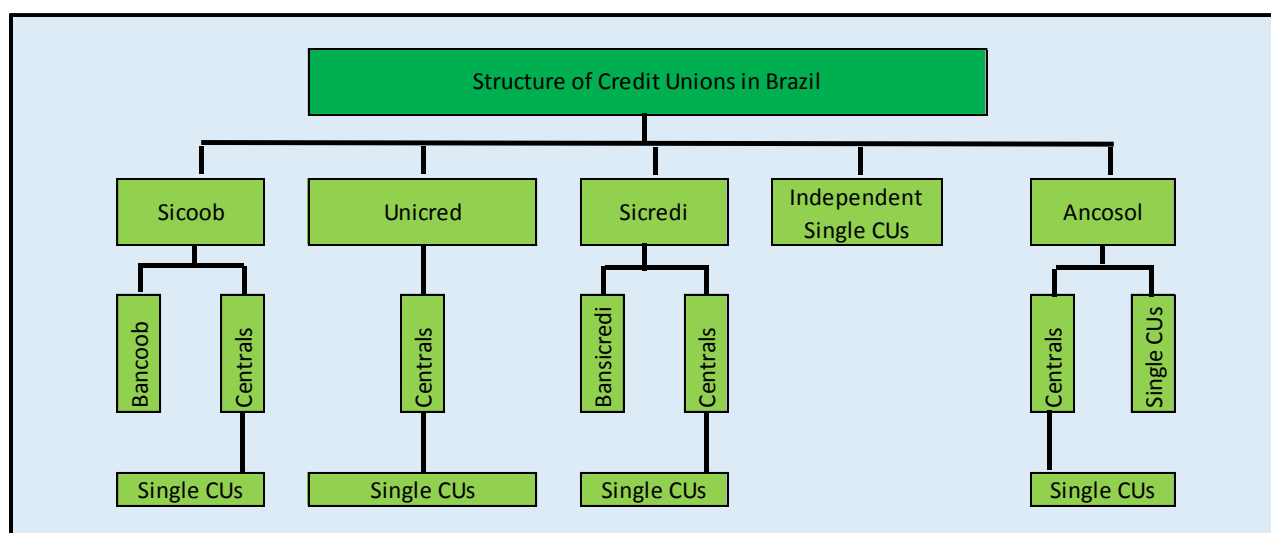 Structure of Credit Unions in Brazil
Sicoob
Unicred
Sicredi
Independent
Single CUs
Ancosol
Bancoob
Centrals
Centrals
Bansicredi
Centrals
Centrals
Single CUs
Single CUs
Single CUs
Single CUs
Single CUs